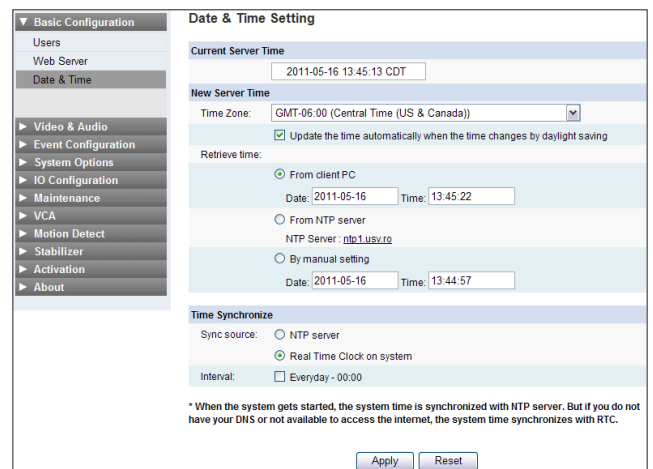 ▼ Basic Configuration
Users
Web Server
Date & Time
▶ Video & Audio
▶ Event Configuration
▶ System Options
▶ IO Configuration
▶ Maintenance
▶ VCA
▶ Motion Detect
▶ Stabilizer
▶ Activation
▶ About
Date & Time Setting
Current Server Time
2011-05-16 13:45:13 CDT
New Server Time
Time Zone: GMT-06:00 (Central Time (US & Canada))
Update the time automatically when the time changes by daylight saving
Retrieve time:
From client PC
Date: 2011-05-16 Time: 13:45:22
From NTP server
NTP Server : ntp1.usv.ro
By manual setting
Date: 2011-05-16 Time: 13:44:57
Time Synchronize
Sync source: NTP server
Real Time Clock on system
Interval: Everyday - 00:00
* When the system gets started, the system time is synchronized with NTP server. But if you do not
have your DNS or not available to access the internet, the system time synchronizes with RTC.
Apply Reset